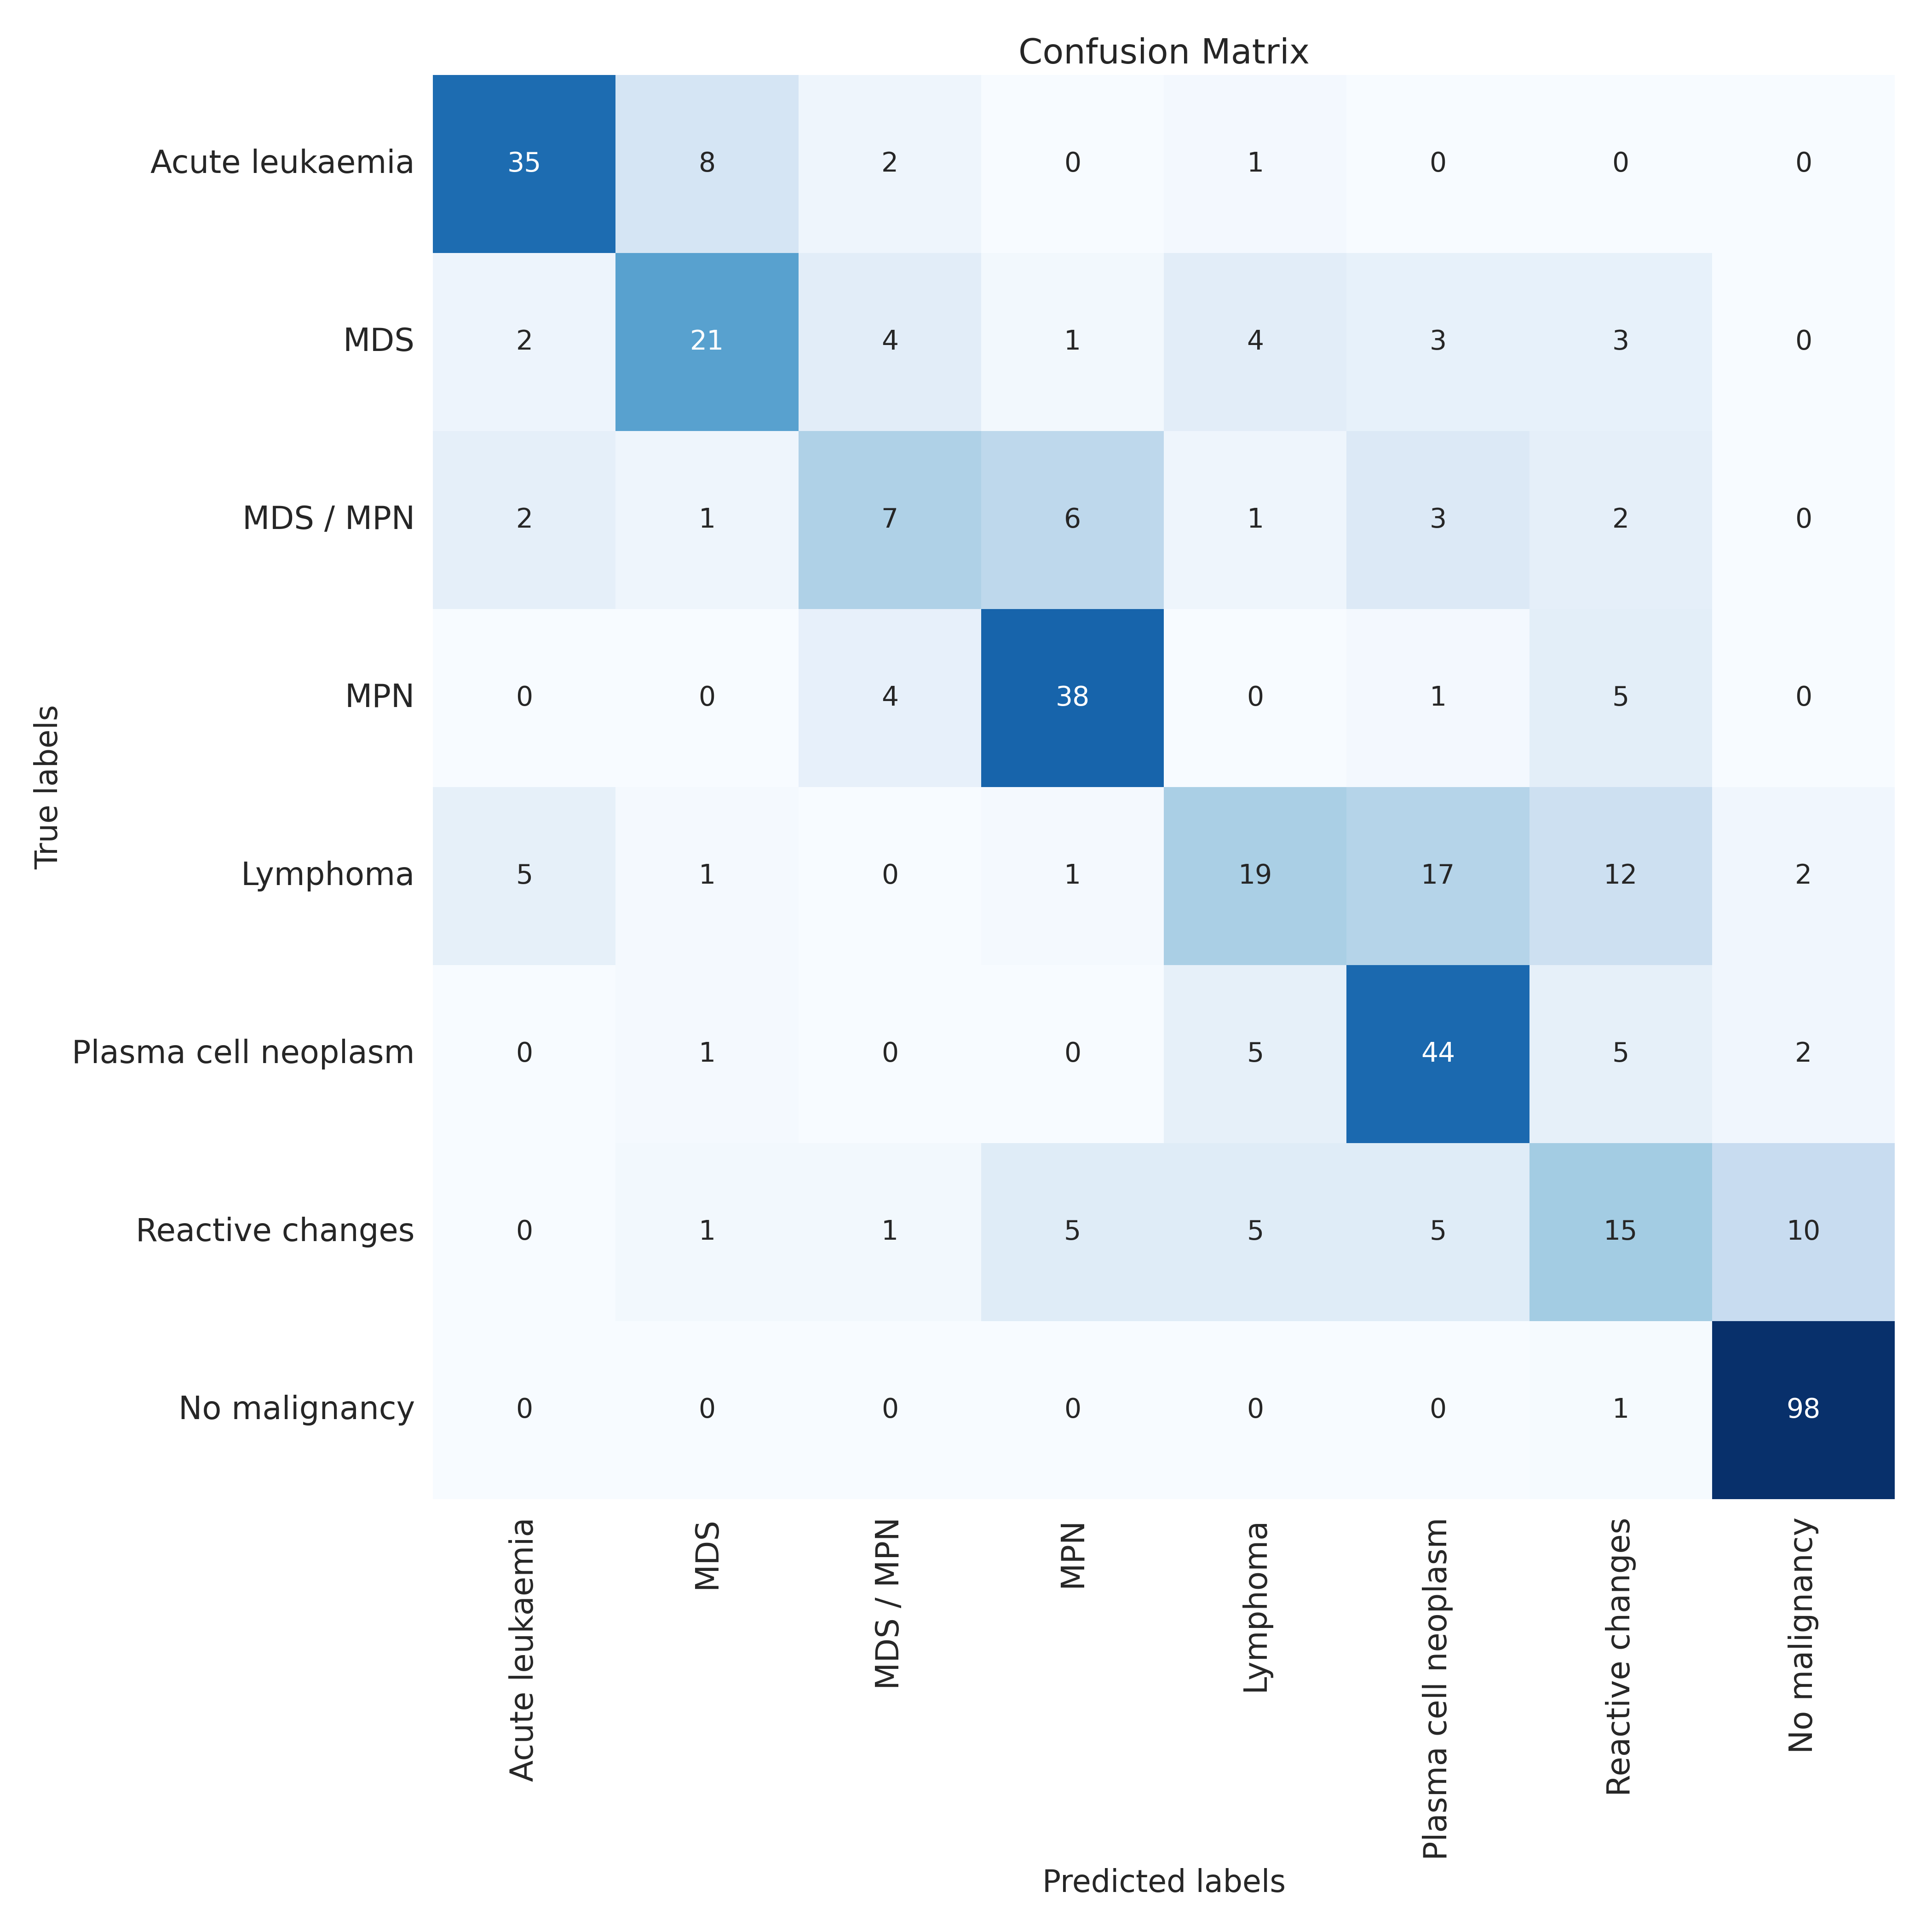 Confusion Matrix
True labels
Acute leukaemia 35 8 2 0 1 0 0 0
MDS 2 21 4 1 4 3 3 0
MDS / MPN 2 1 7 6 1 3 2 0
MPN 0 0 4 38 0 1 5 0
Lymphoma 5 1 0 1 19 17 12 2
Plasma cell neoplasm 0 1 0 0 5 44 5 2
Reactive changes 0 1 1 5 5 5 15 10
No malignancy 0 0 0 0 0 0 1 98
Acute leukaemia
MDS
MDS / MPN
MPN
Lymphoma
Plasma cell neoplasm
Reactive changes
No malignancy
Predicted labels